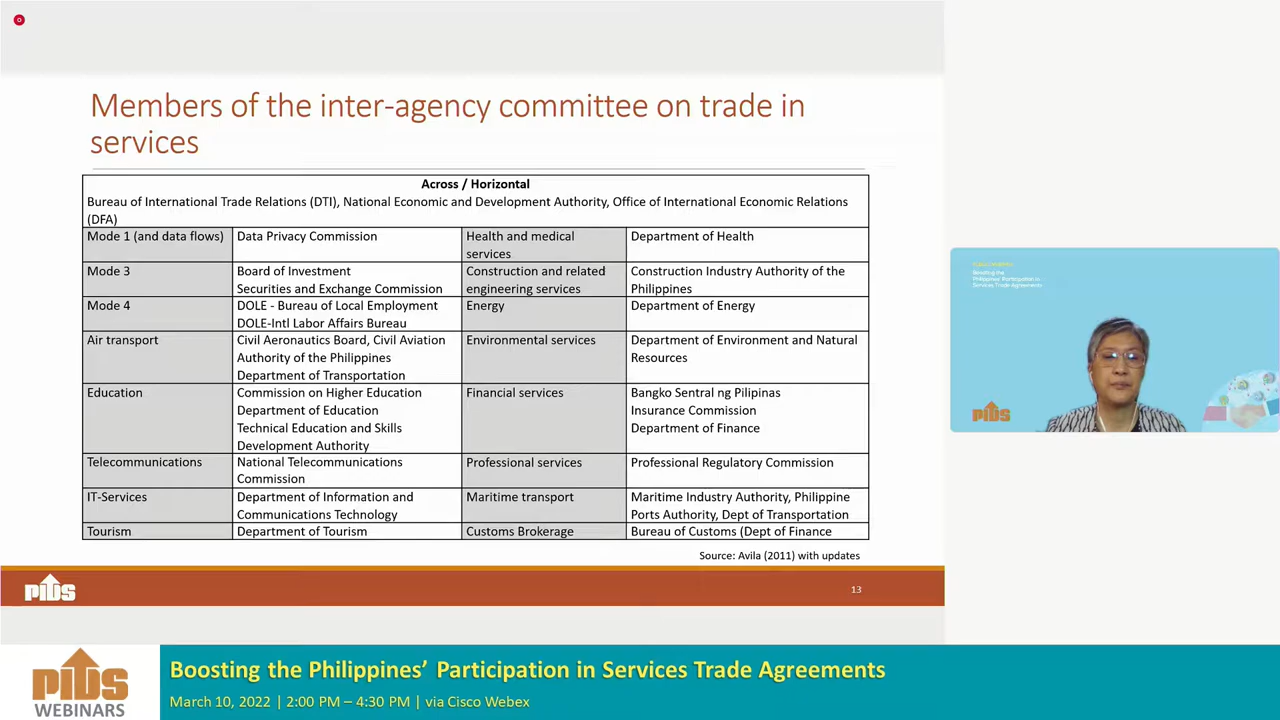 Members of the inter-agency committee on trade in
services
Across / Horizontal
Bureau of International Trade Relations (DTI), National Economic and Development Authority, Office of International Economic Relations
(DFA)
Mode 1 (and data flows)
Data Privacy Commission
Health and medical
services
Department of Health
Mode 3
Board of Investment
Securities and Exchange Commission
Construction and related
engineering services
Construction Industry Authority of the
Philippines
Mode 4
DOLE - Bureau of Local Employment
DOLE-Intl Labor Affairs Bureau
Energy
Department of Energy
Air transport
Civil Aeronautics Board, Civil Aviation
Authority of the Philippines
Department of Transportation
Environmental services
Department of Environment and Natural
Resources
Education
Commission on Higher Education
Department of Education
Technical Education and Skills
Development Authority
Financial services
Bangko Sentral ng Pilipinas
Insurance Commission
Department of Finance
Telecommunications
National Telecommunications
Commission
Professional services
Professional Regulatory Commission
IT-Services
Department of Information and
Communications Technology
Maritime transport
Maritime Industry Authority, Philippine
Ports Authority, Dept of Transportation
Tourism
Department of Tourism
Customs Brokerage
Bureau of Customs (Dept of Finance
Source: Avila (2011) with updates
PIDS
13
Boosting the
Philippines' Participation in
Services Trade Agreements
PIDS
PIDS
WEBINARS
Boosting the Philippines' Participation in Services Trade Agreements
March 10, 2022 | 2:00 PM – 4:30 PM | via Cisco Webex